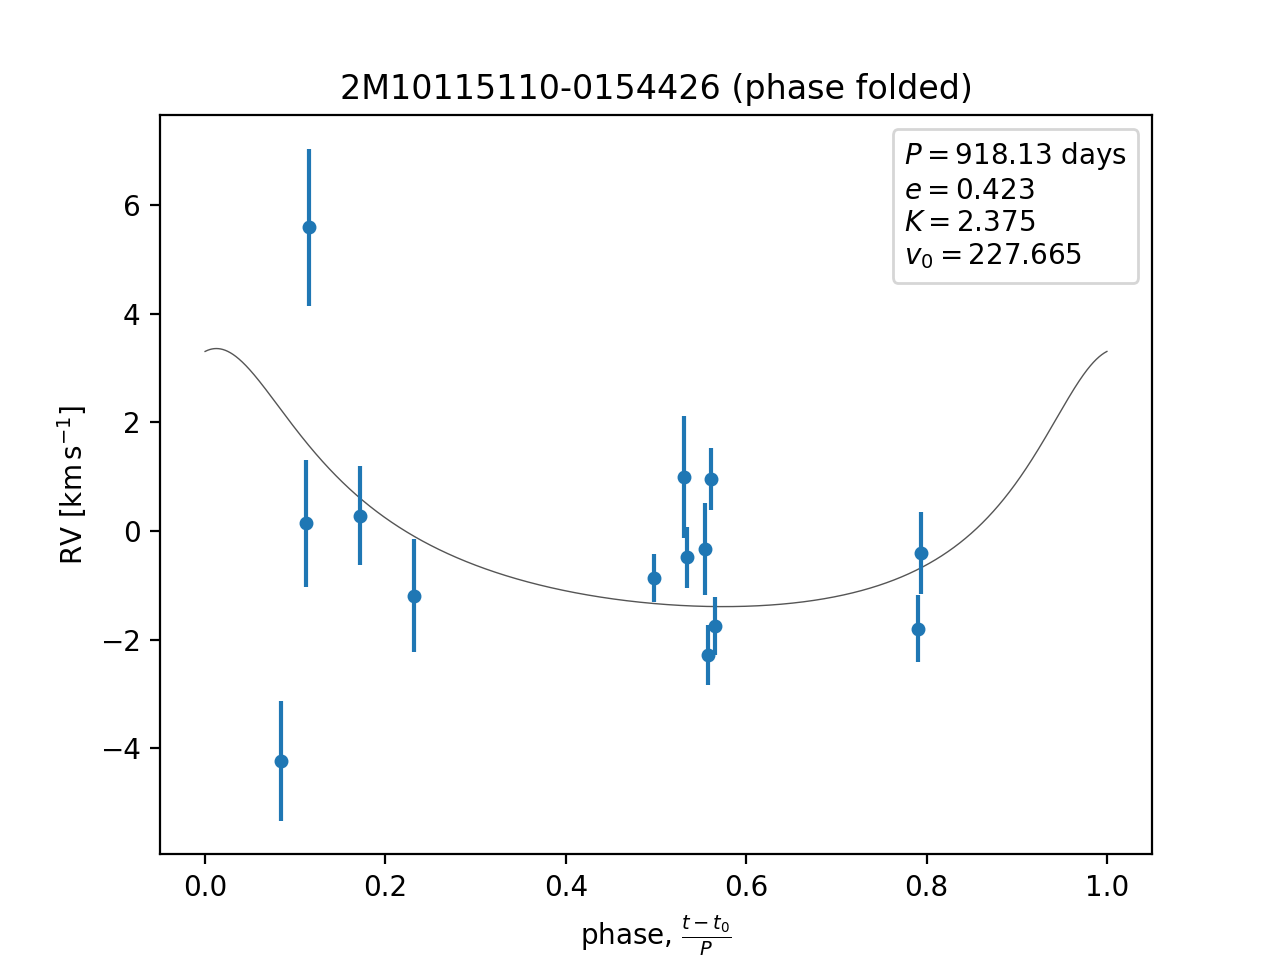 2M10115110-0154426 (phase folded)
P = 918.13 days
e = 0.423
K = 2.375
v₀ = 227.665
6
4
2
0
−2
−4
RV [km s⁻¹]
0.0 0.2 0.4 0.6 0.8 1.0
phase, (t − t₀)/P